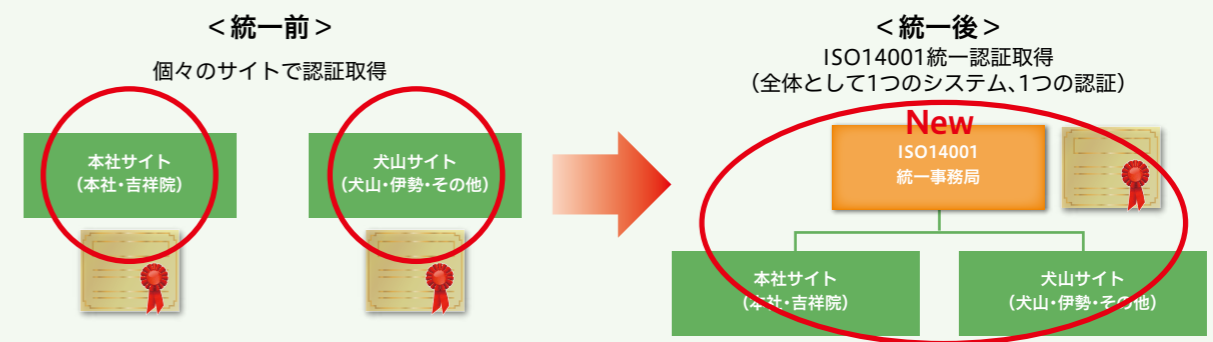 ＜統一前＞
個々のサイトで認証取得
本社サイト
（本社・吉祥院）
犬山サイト
（犬山・伊勢・その他）
＜統一後＞
ISO14001統一認証取得
（全体として1つのシステム、1つの認証）
New
ISO14001
統一事務局
本社サイト
（本社・吉祥院）
犬山サイト
（犬山・伊勢・その他）